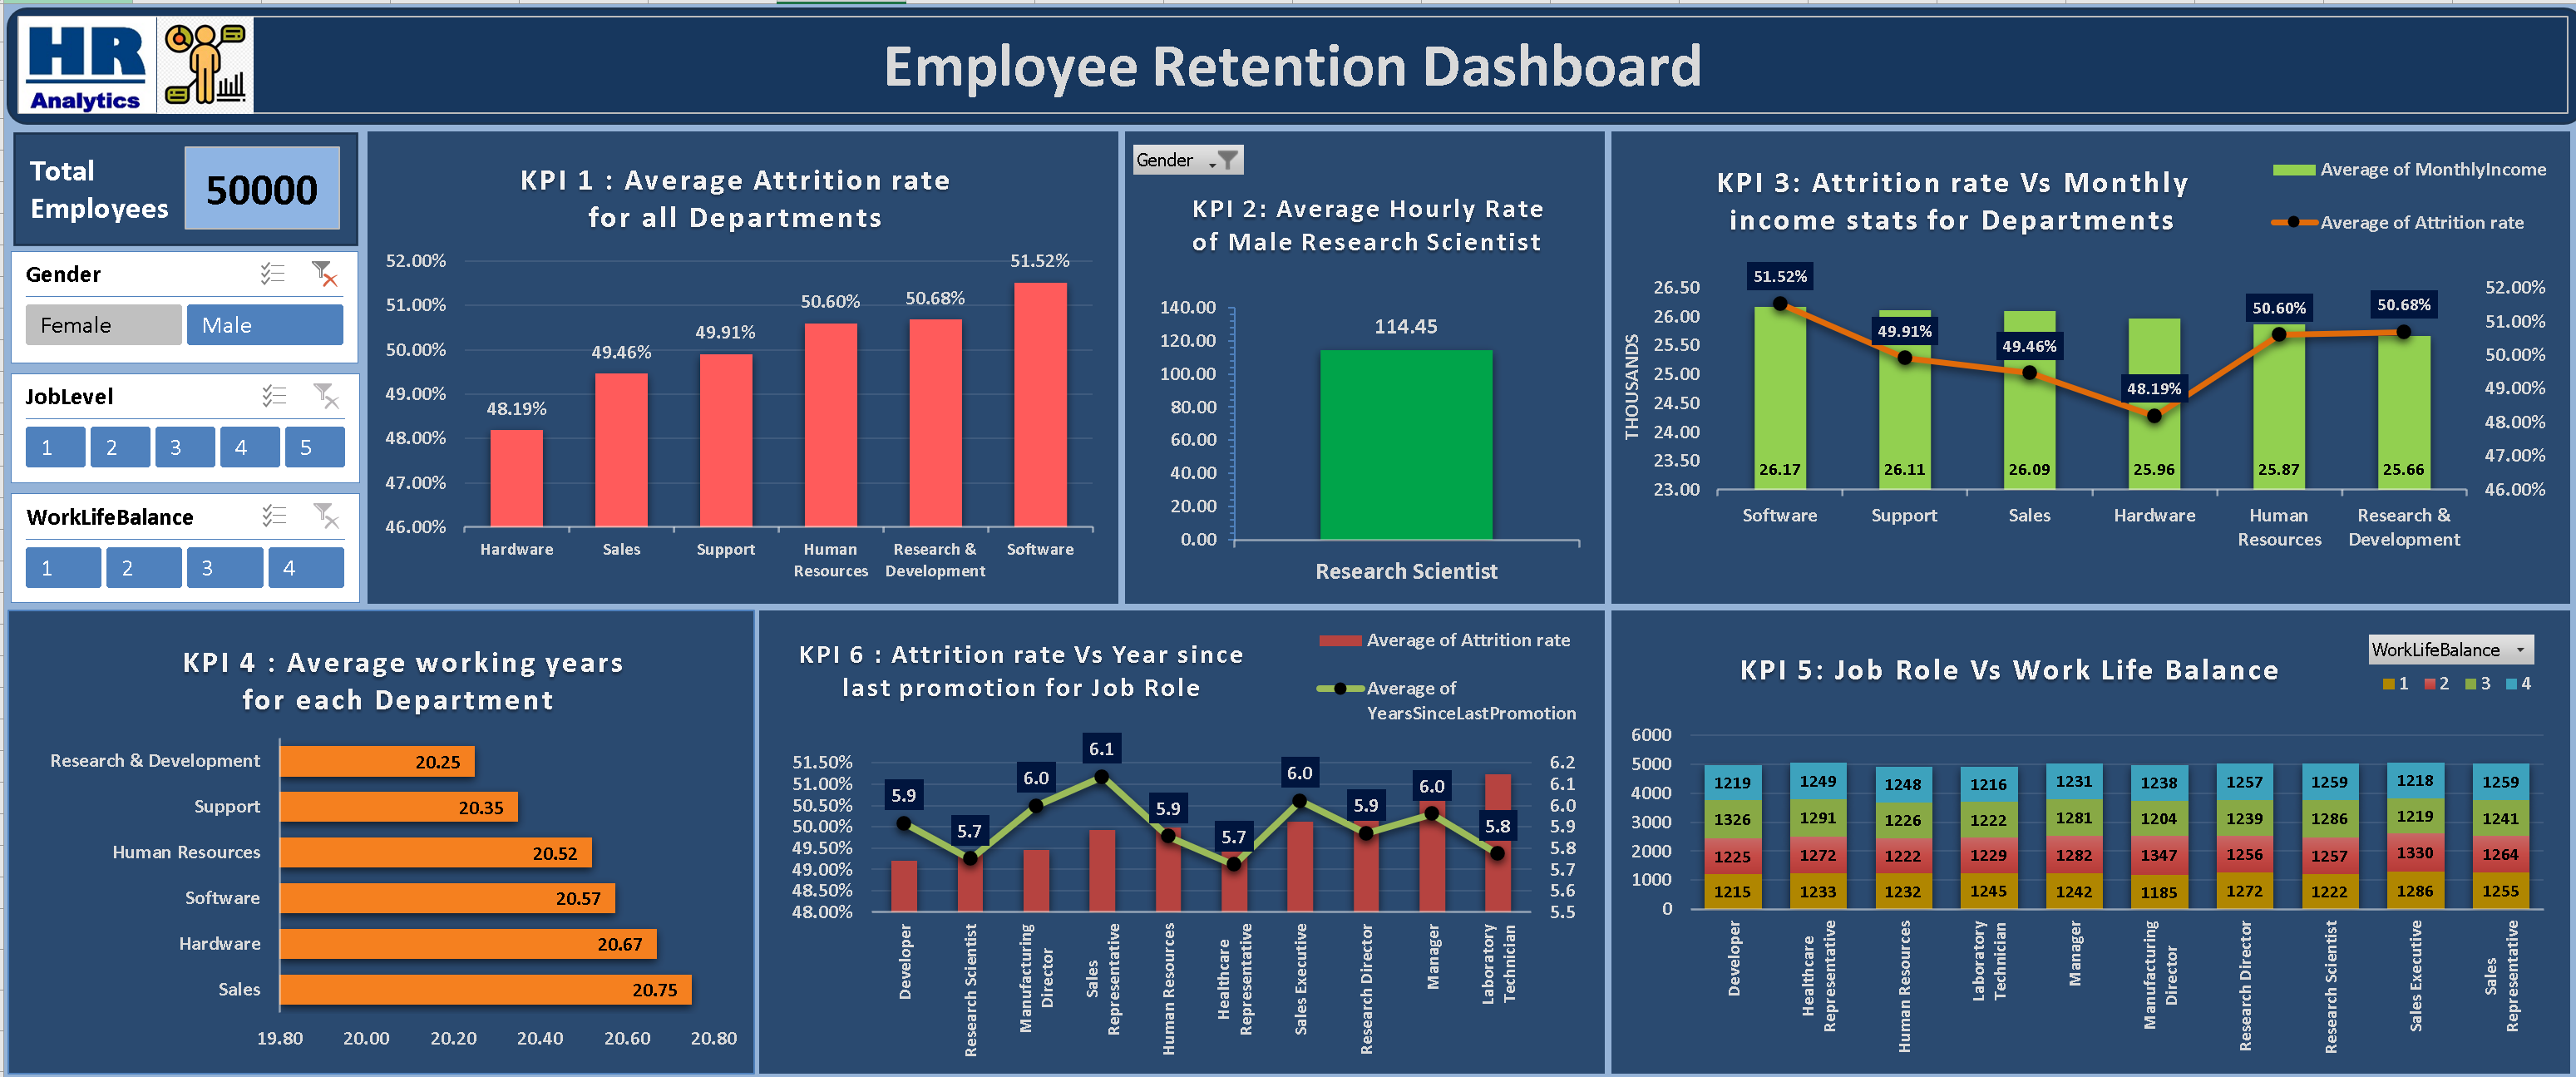 HR
Analytics
Employee Retention Dashboard
Total
Employees
50000
Gender
Female
Male
JobLevel
1 2 3 4 5
WorkLifeBalance
1 2 3 4
KPI 1 : Average Attrition rate
for all Departments
52.00%
51.00%
50.00%
49.00%
48.00%
47.00%
46.00%
48.19%
49.46%
49.91%
50.60%
50.68%
51.52%
Hardware
Sales
Support
Human
Resources
Research &
Development
Software
Gender
KPI 2: Average Hourly Rate
of Male Research Scientist
140.00
120.00
100.00
80.00
60.00
40.00
20.00
0.00
114.45
Research Scientist
KPI 3: Attrition rate Vs Monthly
income stats for Departments
Average of MonthlyIncome
Average of Attrition rate
THOUSANDS
26.50
26.00
25.50
25.00
24.50
24.00
23.50
23.00
51.52%
49.91%
49.46%
48.19%
50.60%
50.68%
26.17
26.11
26.09
25.96
25.87
25.66
52.00%
51.00%
50.00%
49.00%
48.00%
47.00%
46.00%
Software
Support
Sales
Hardware
Human
Resources
Research &
Development
KPI 4 : Average working years
for each Department
Research & Development
20.25
Support
20.35
Human Resources
20.52
Software
20.57
Hardware
20.67
Sales
20.75
19.80 20.00 20.20 20.40 20.60 20.80
KPI 6 : Attrition rate Vs Year since
last promotion for Job Role
Average of Attrition rate
Average of
YearsSinceLastPromotion
51.50%
51.00%
50.50%
50.00%
49.50%
49.00%
48.50%
48.00%
5.9
5.7
6.0
6.1
5.9
5.7
6.0
5.9
6.0
5.8
6.2
6.1
6.0
5.9
5.8
5.7
5.6
5.5
Developer
Research Scientist
Manufacturing
Director
Sales
Representative
Human Resources
Healthcare
Representative
Sales Executive
Research Director
Manager
Laboratory
Technician
KPI 5: Job Role Vs Work Life Balance
WorkLifeBalance
1 2 3 4
6000
5000
4000
3000
2000
1000
0
1219 1249 1248 1216 1231 1238 1257 1259 1218 1259
1326 1291 1226 1222 1281 1204 1239 1286 1219 1241
1225 1272 1222 1229 1282 1347 1256 1257 1330 1264
1215 1233 1232 1245 1242 1185 1272 1222 1286 1255
Developer
Healthcare
Representative
Human Resources
Laboratory
Technician
Manager
Manufacturing
Director
Research Director
Research Scientist
Sales Executive
Sales
Representative